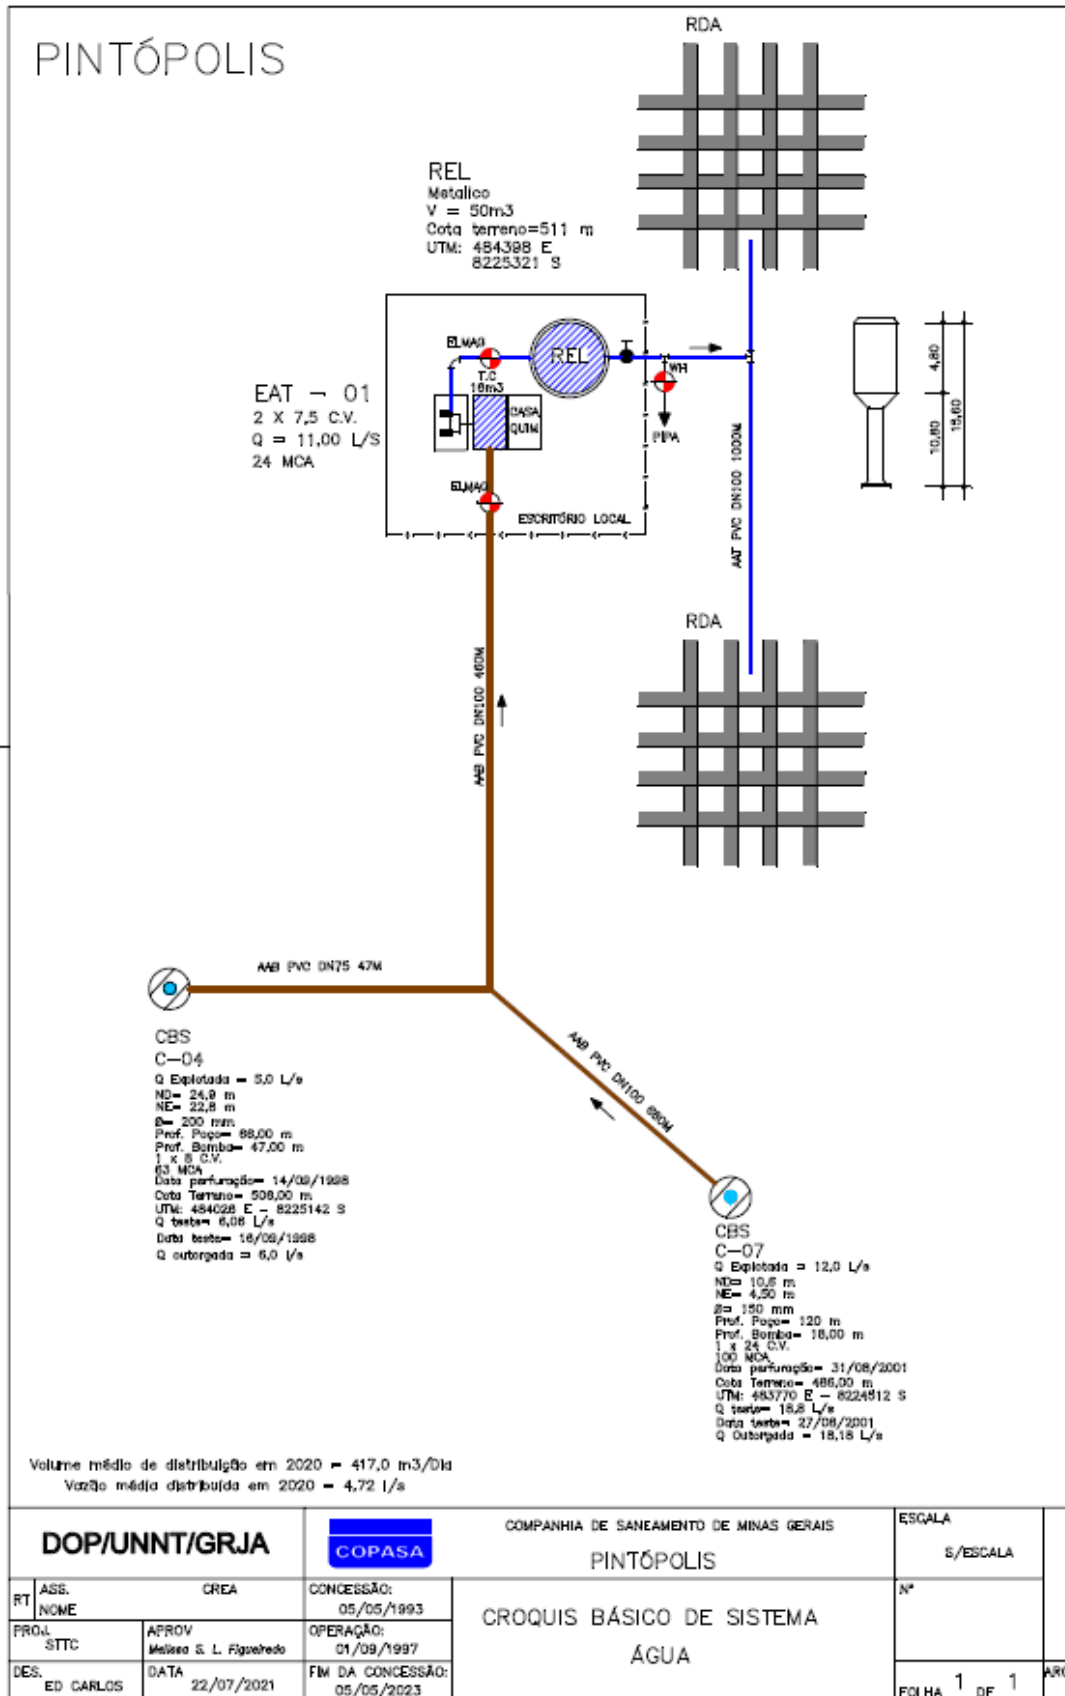 PINTÓPOLIS
RDA
REL
Metalico
V = 50m3
Cota terreno=511 m
UTM: 484398 E
8225321 S
ELMAG
T.C
18m3
REL
WH
PIPA
CASA
QUIM
EAT - 01
2 X 7,5 C.V.
Q = 11,00 L/S
24 MCA
ELMAG
ESCRITÓRIO LOCAL
AAT PVC DN100 1000M
4,80
10,80
15,60
RDA
AAB PVC DN100 460M
AAB PVC DN75 47M
AAB PVC DN100 680M
CBS
C-04
Q Explotada = 5,0 L/s
ND= 24,9 m
NE= 22,8 m
Ø= 200 mm
Prof. Poço= 68,00 m
Prof. Bomba= 47,00 m
1 x 8 C.V.
63 MCA
Data perfuração= 14/09/1998
Cota Terreno= 508,00 m
UTM: 484028 E - 8225142 S
Q teste= 6,06 L/s
Data teste= 16/09/1998
Q outorgada = 6,0 l/s
CBS
C-07
Q Explotada = 12,0 L/s
ND= 10,6 m
NE= 4,50 m
Ø= 150 mm
Prof. Poço= 120 m
Prof. Bomba= 18,00 m
1 x 24 C.V.
100 MCA
Data perfuração= 31/08/2001
Cota Terreno= 486,00 m
UTM: 483770 E - 8224512 S
Q teste= 18,8 L/s
Data teste= 27/08/2001
Q Outorgada = 18,18 L/s
Volume médio de distribuição em 2020 = 417,0 m3/Dia
Vazão média distribuída em 2020 = 4,72 l/s
DOP/UNNT/GRJA
COPASA
COMPANHIA DE SANEAMENTO DE MINAS GERAIS
PINTÓPOLIS
ESCALA
S/ESCALA
RT
ASS.
CREA
NOME
CONCESSÃO:
05/05/1993
CROQUIS BÁSICO DE SISTEMA
ÁGUA
Nº
PROJ.
STTC
APROV
Melissa S. L. Figueiredo
OPERAÇÃO:
01/09/1997
DES.
ED CARLOS
DATA
22/07/2021
FIM DA CONCESSÃO:
05/05/2023
FOLHA 1 DE 1